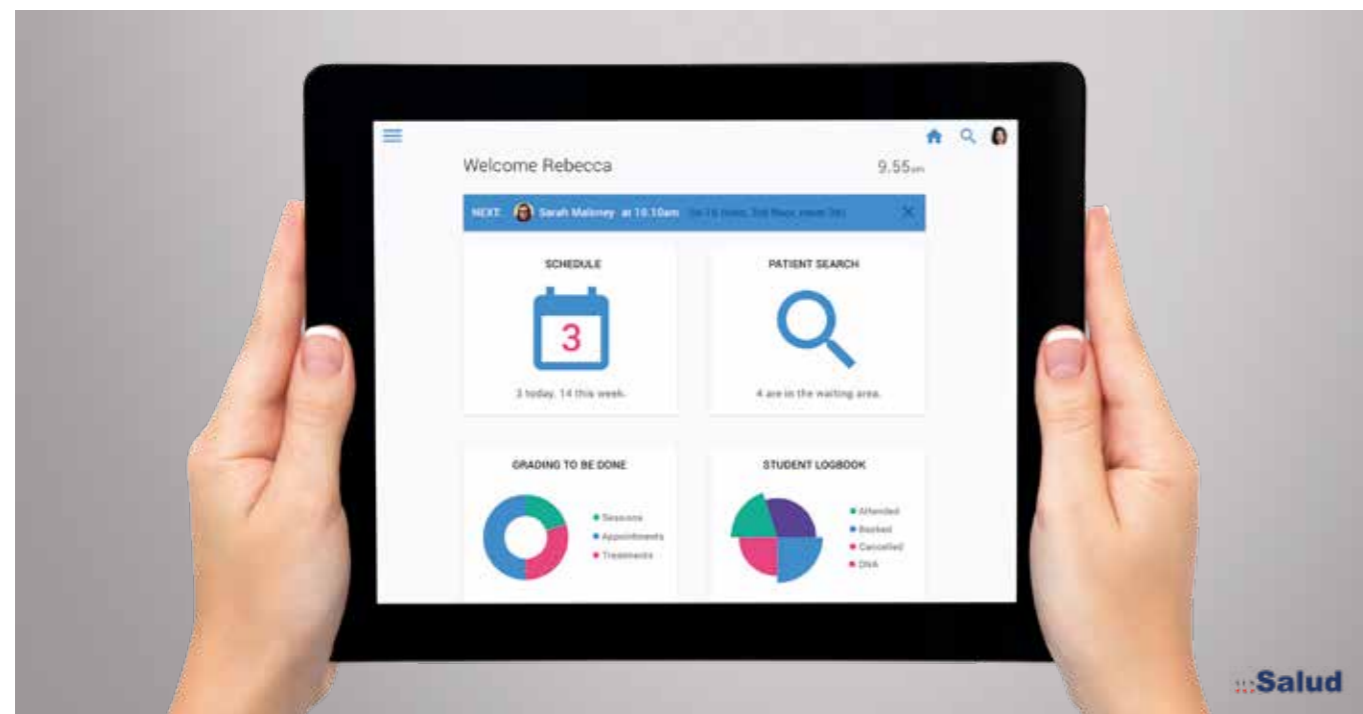 Welcome Rebecca
9.55am
NEXT: Sarah Maloney at 10.10am
SCHEDULE
3
3 today, 14 this week.
PATIENT SEARCH
4 are in the waiting area.
GRADING TO BE DONE
Sessions
Appointments
Treatments
STUDENT LOGBOOK
Attended
Booked
Cancelled
DNA
Salud